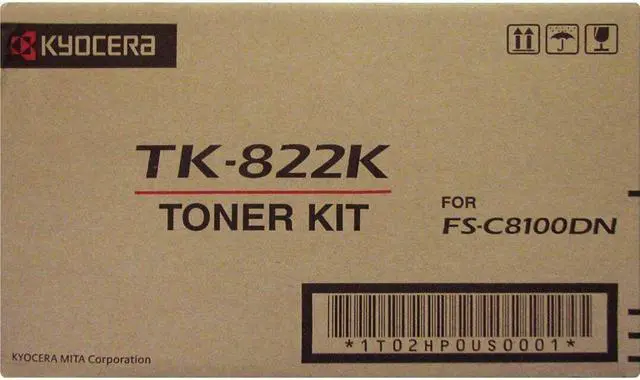 KYOCERA
TK-822K
TONER KIT
FOR
FS-C8100DN
*1T02HP0US0001*
KYOCERA MITA Corporation